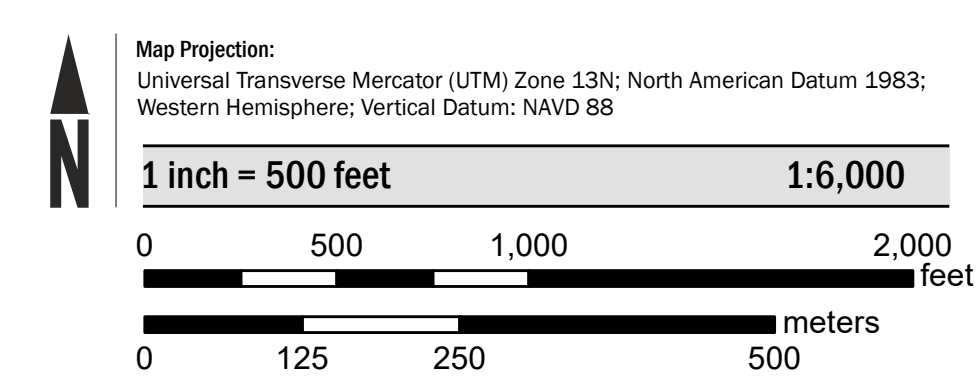 N
Map Projection:
Universal Transverse Mercator (UTM) Zone 13N; North American Datum 1983;
Western Hemisphere; Vertical Datum: NAVD 88
1 inch = 500 feet 1:6,000
0 500 1,000 2,000
feet
meters
0 125 250 500